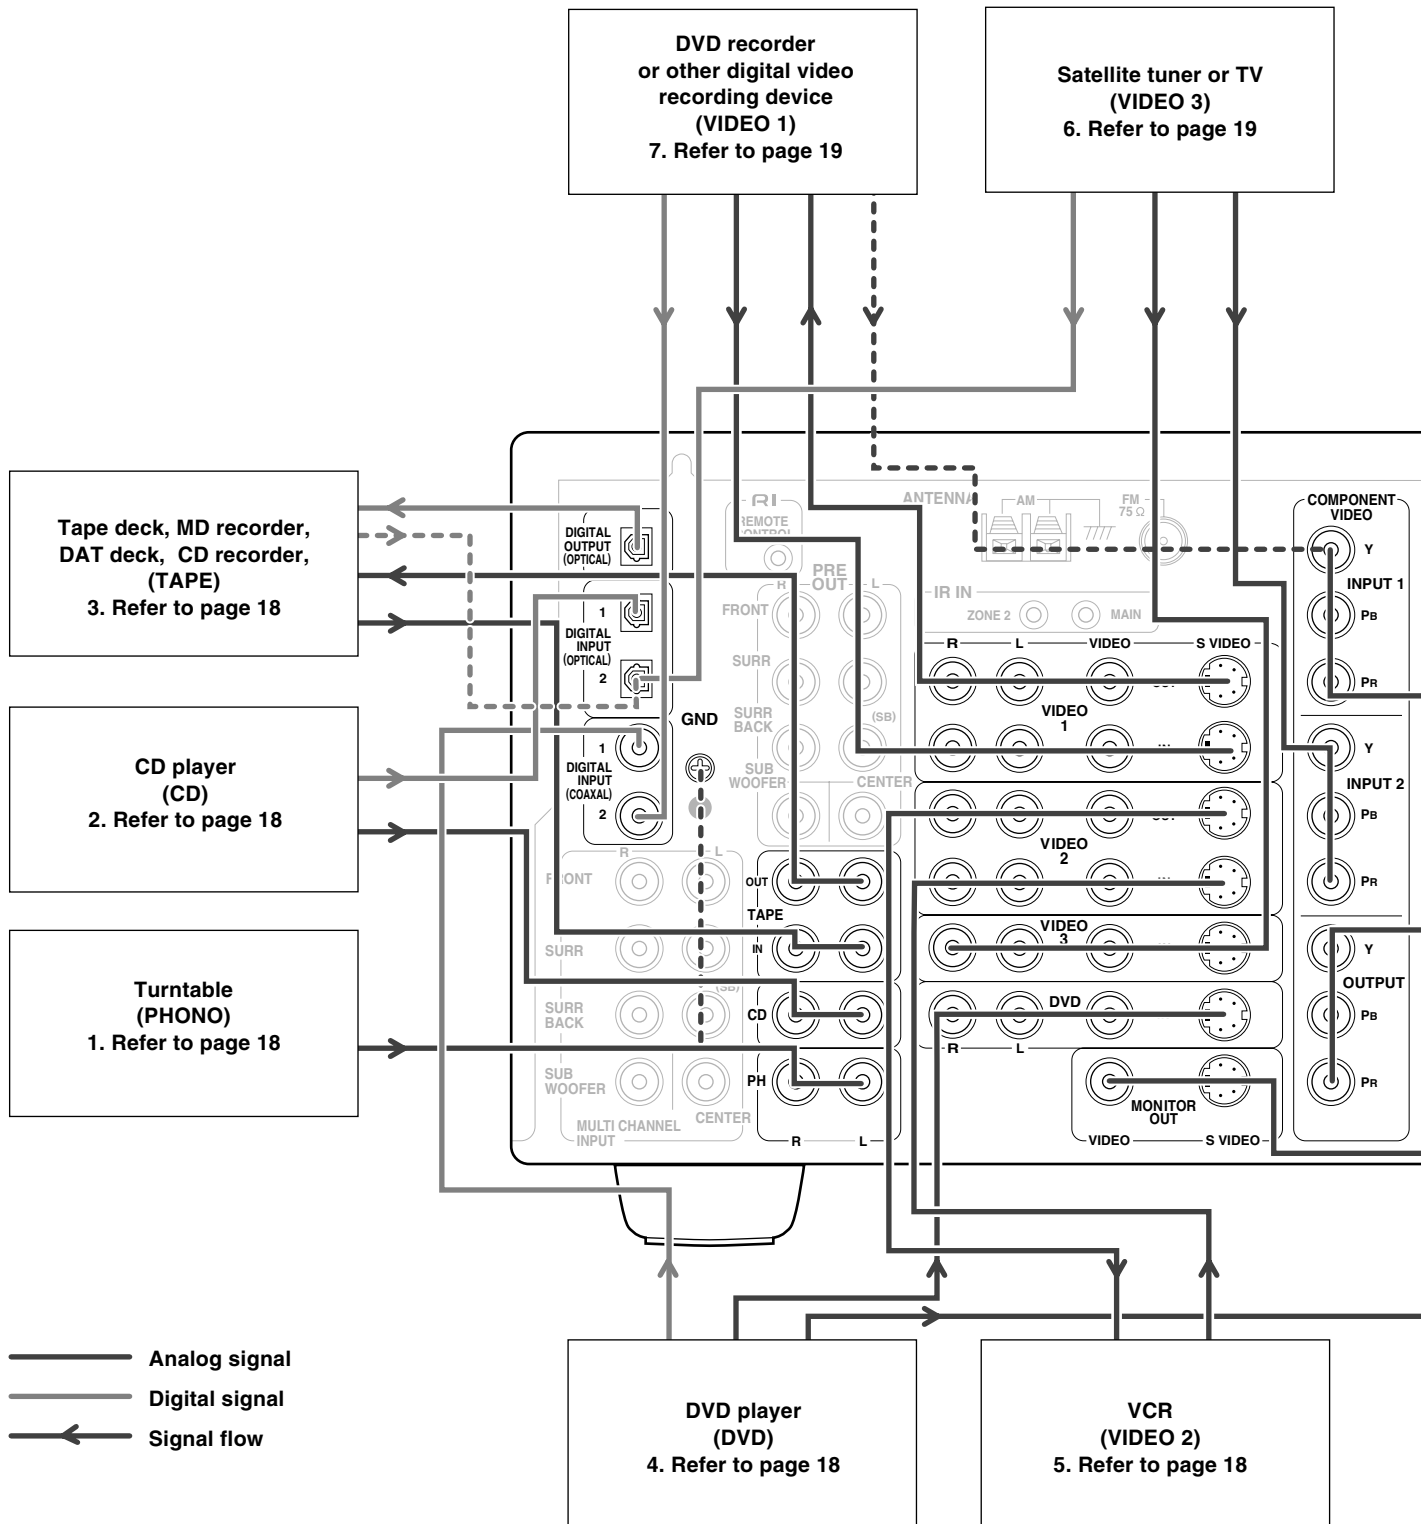 DVD recorder
or other digital video
recording device
(VIDEO 1)
7. Refer to page 19
Satellite tuner or TV
(VIDEO 3)
6. Refer to page 19
Tape deck, MD recorder,
DAT deck, CD recorder,
(TAPE)
3. Refer to page 18
CD player
(CD)
2. Refer to page 18
Turntable
(PHONO)
1. Refer to page 18
DIGITAL
OUTPUT
(OPTICAL)
1
DIGITAL
INPUT
(OPTICAL)
2
GND
1
DIGITAL
INPUT
(COAXAL)
2
RI
REMOTE
PRE
OUT
R L
FRONT
SURR
SURR
BACK
(SB)
SUB
WOOFER
CENTER
ANTENNA
AM
FM
75 Ω
IR IN
ZONE 2
MAIN
R L VIDEO S VIDEO
VIDEO
1
VIDEO
2
VIDEO
3
DVD
R L
MONITOR
OUT
VIDEO S VIDEO
COMPONENT
VIDEO
Y
INPUT 1
PB
PR
Y
INPUT 2
PB
PR
Y
OUTPUT
PB
PR
R L
FRONT
SURR
SURR
BACK
(SB)
SUB
WOOFER
CENTER
MULTI CHANNEL
INPUT
OUT
TAPE
IN
CD
PH
R L
Analog signal
Digital signal
Signal flow
DVD player
(DVD)
4. Refer to page 18
VCR
(VIDEO 2)
5. Refer to page 18